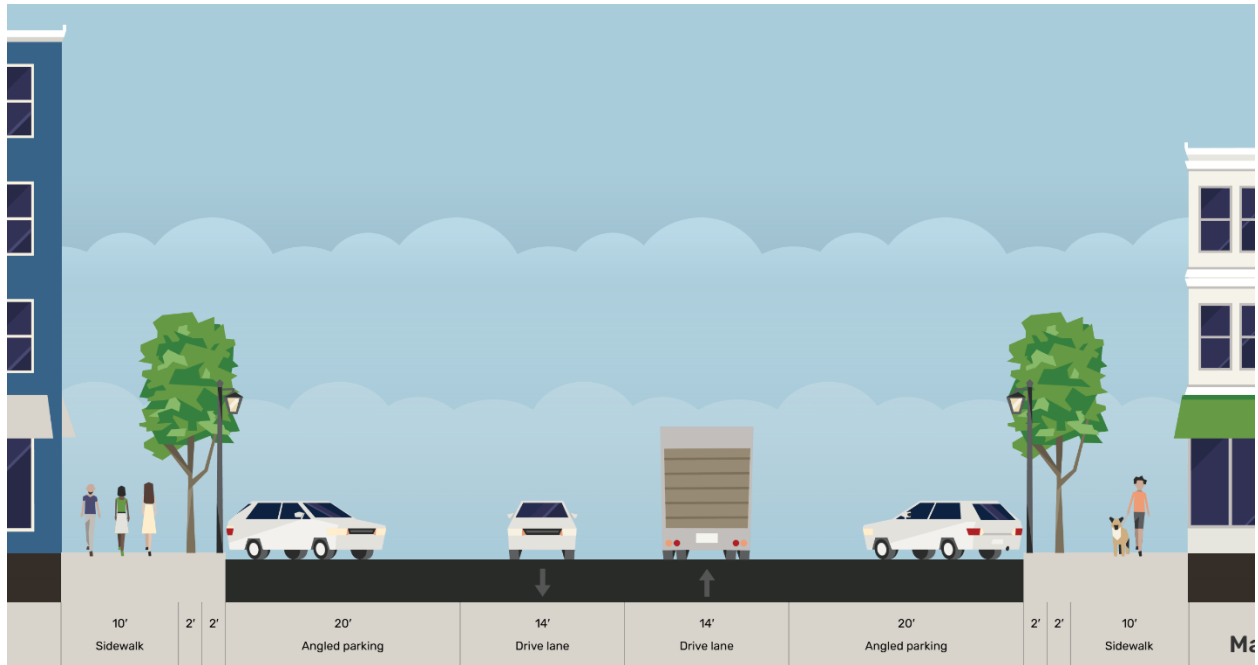 10’ 2’ 2’ 20’ 14’ 14’ 20’ 2’ 2’ 10’
Sidewalk Angled parking Drive lane Drive lane Angled parking Sidewalk
Ma